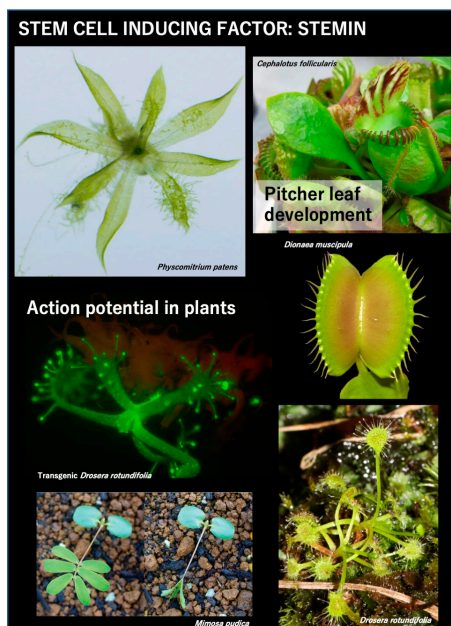 STEM CELL INDUCING FACTOR: STEMIN
Cephalotus follicularis
Pitcher leaf
development
Physcomitrium patens
Dionaea muscipula
Action potential in plants
Transgenic Drosera rotundifolia
Mimosa pudica
Drosera rotundifolia